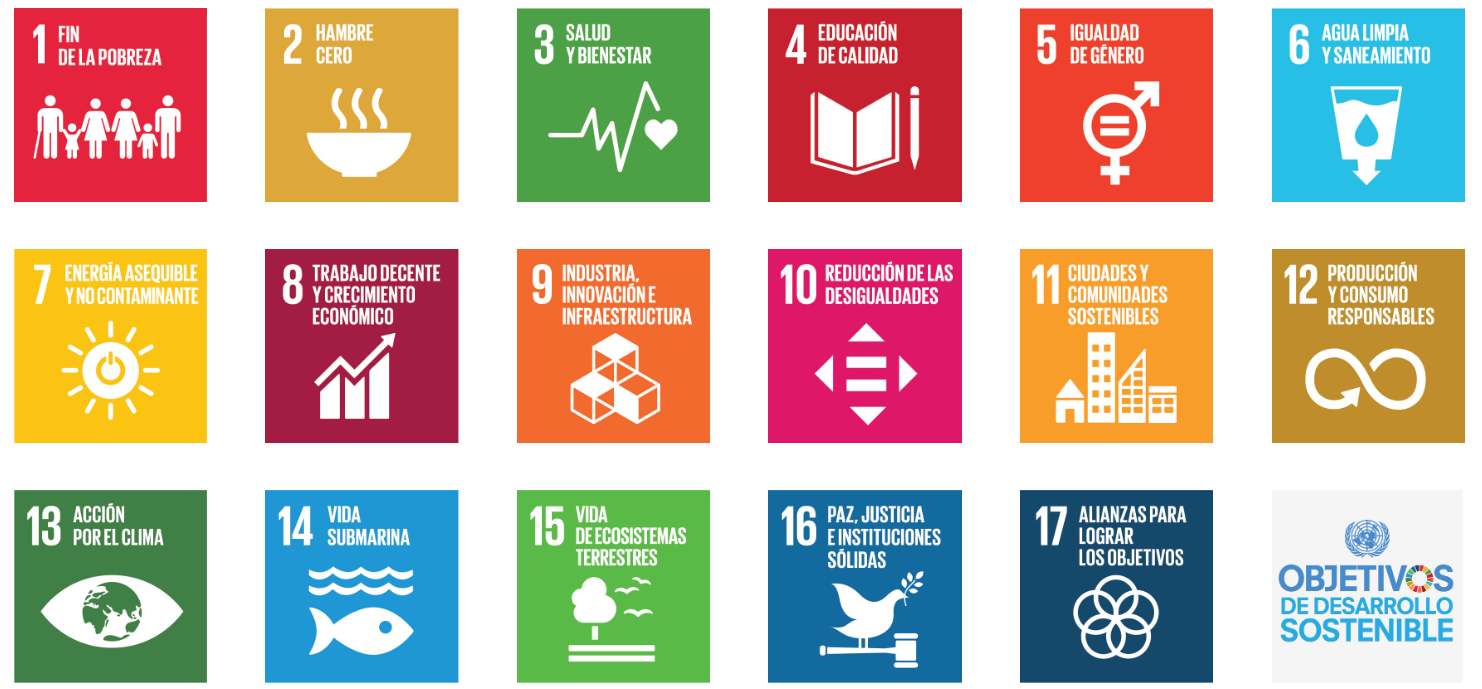 1 FIN
DE LA POBREZA
2 HAMBRE
CERO
3 SALUD
Y BIENESTAR
4 EDUCACIÓN
DE CALIDAD
5 IGUALDAD
DE GÉNERO
6 AGUA LIMPIA
Y SANEAMIENTO
7 ENERGÍA ASEQUIBLE
Y NO CONTAMINANTE
8 TRABAJO DECENTE
Y CRECIMIENTO
ECONÓMICO
9 INDUSTRIA,
INNOVACIÓN E
INFRAESTRUCTURA
10 REDUCCIÓN DE LAS
DESIGUALDADES
11 CIUDADES Y
COMUNIDADES
SOSTENIBLES
12 PRODUCCIÓN
Y CONSUMO
RESPONSABLES
13 ACCIÓN
POR EL CLIMA
14 VIDA
SUBMARINA
15 VIDA
DE ECOSISTEMAS
TERRESTRES
16 PAZ, JUSTICIA
E INSTITUCIONES
SÓLIDAS
17 ALIANZAS PARA
LOGRAR
LOS OBJETIVOS
OBJETIVOS
DE DESARROLLO
SOSTENIBLE